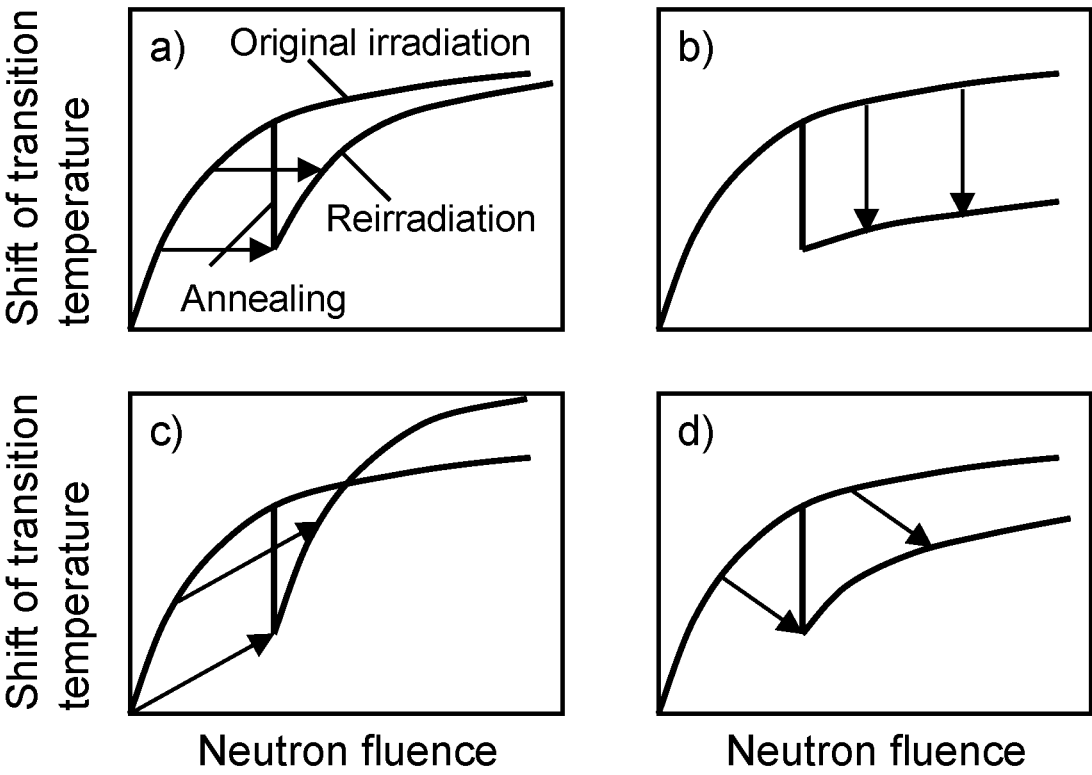 a)
Original irradiation
Reirradiation
Annealing
Shift of transition
temperature
b)
Shift of transition
temperature
c)
Neutron fluence
d)
Neutron fluence